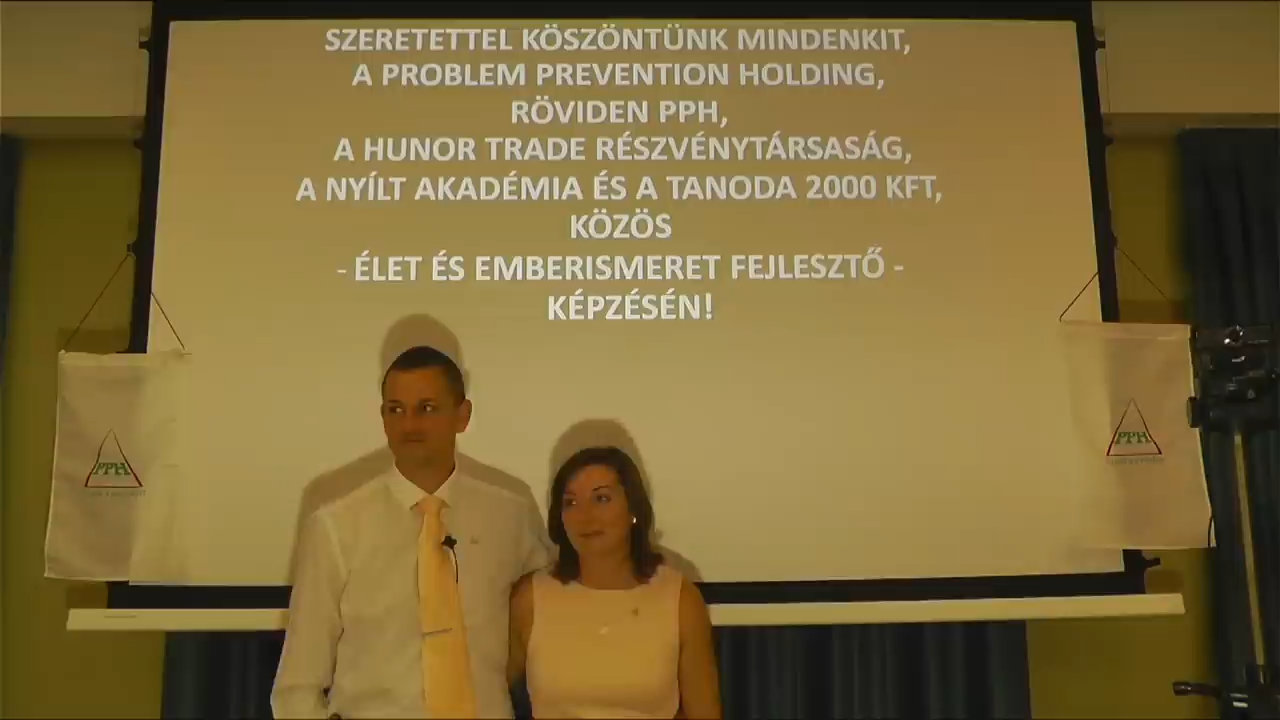 SZERETETTEL KÖSZÖNTÜNK MINDENKIT,
A PROBLEM PREVENTION HOLDING,
RÖVIDEN PPH,
A HUNOR TRADE RÉSZVÉNYTÁRSASÁG,
A NYÍLT AKADÉMIA ÉS A TANODA 2000 KFT,
KÖZÖS
- ÉLET ÉS EMBERISMERET FEJLESZTŐ -
KÉPZÉSÉN!
PPH
PPH